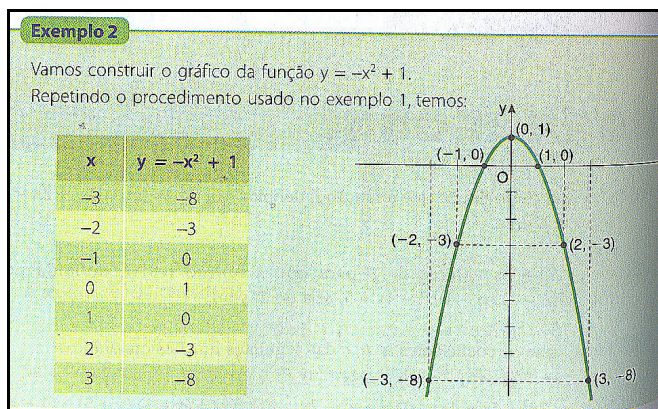 Exemplo 2
Vamos construir o gráfico da função y = –x² + 1.
Repetindo o procedimento usado no exemplo 1, temos:
x y = –x² + 1
–3 –8
–2 –3
–1 0
0 1
1 0
2 –3
3 –8
y
(0, 1)
(–1, 0) (1, 0)
O
(–2, –3) (2, –3)
(–3, –8) (3, –8)